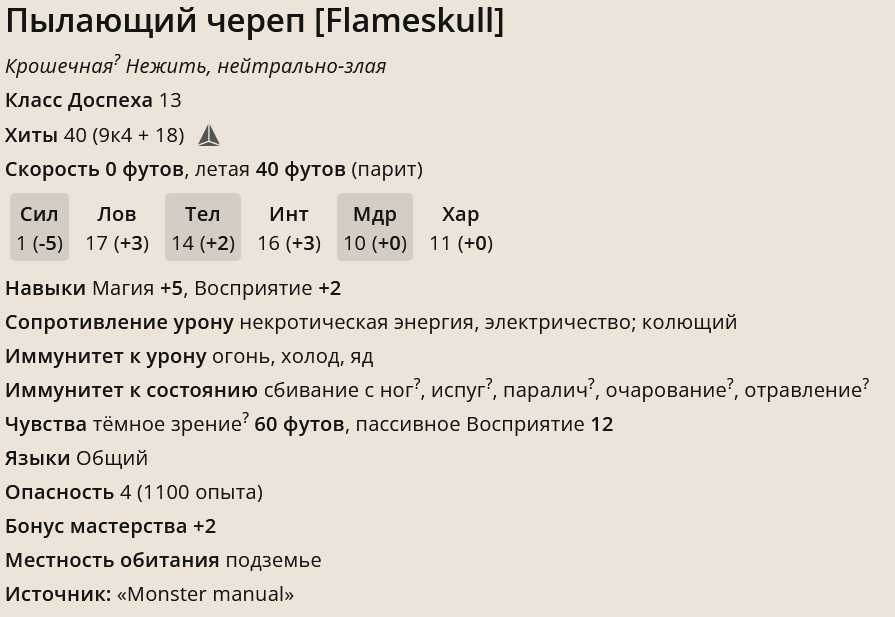 Пылающий череп [Flameskull]
Крошечная? Нежить, нейтрально-злая
Класс Доспеха 13
Хиты 40 (9к4 + 18)
Скорость 0 футов, летая 40 футов (парит)
Сил Лов Тел Инт Мдр Хар
1 (-5) 17 (+3) 14 (+2) 16 (+3) 10 (+0) 11 (+0)
Навыки Магия +5, Восприятие +2
Сопротивление урону некротическая энергия, электричество; колющий
Иммунитет к урону огонь, холод, яд
Иммунитет к состоянию сбивание с ног?, испуг?, паралич?, очарование?, отравление?
Чувства тёмное зрение? 60 футов, пассивное Восприятие 12
Языки Общий
Опасность 4 (1100 опыта)
Бонус мастерства +2
Местность обитания подземье
Источник: «Monster manual»